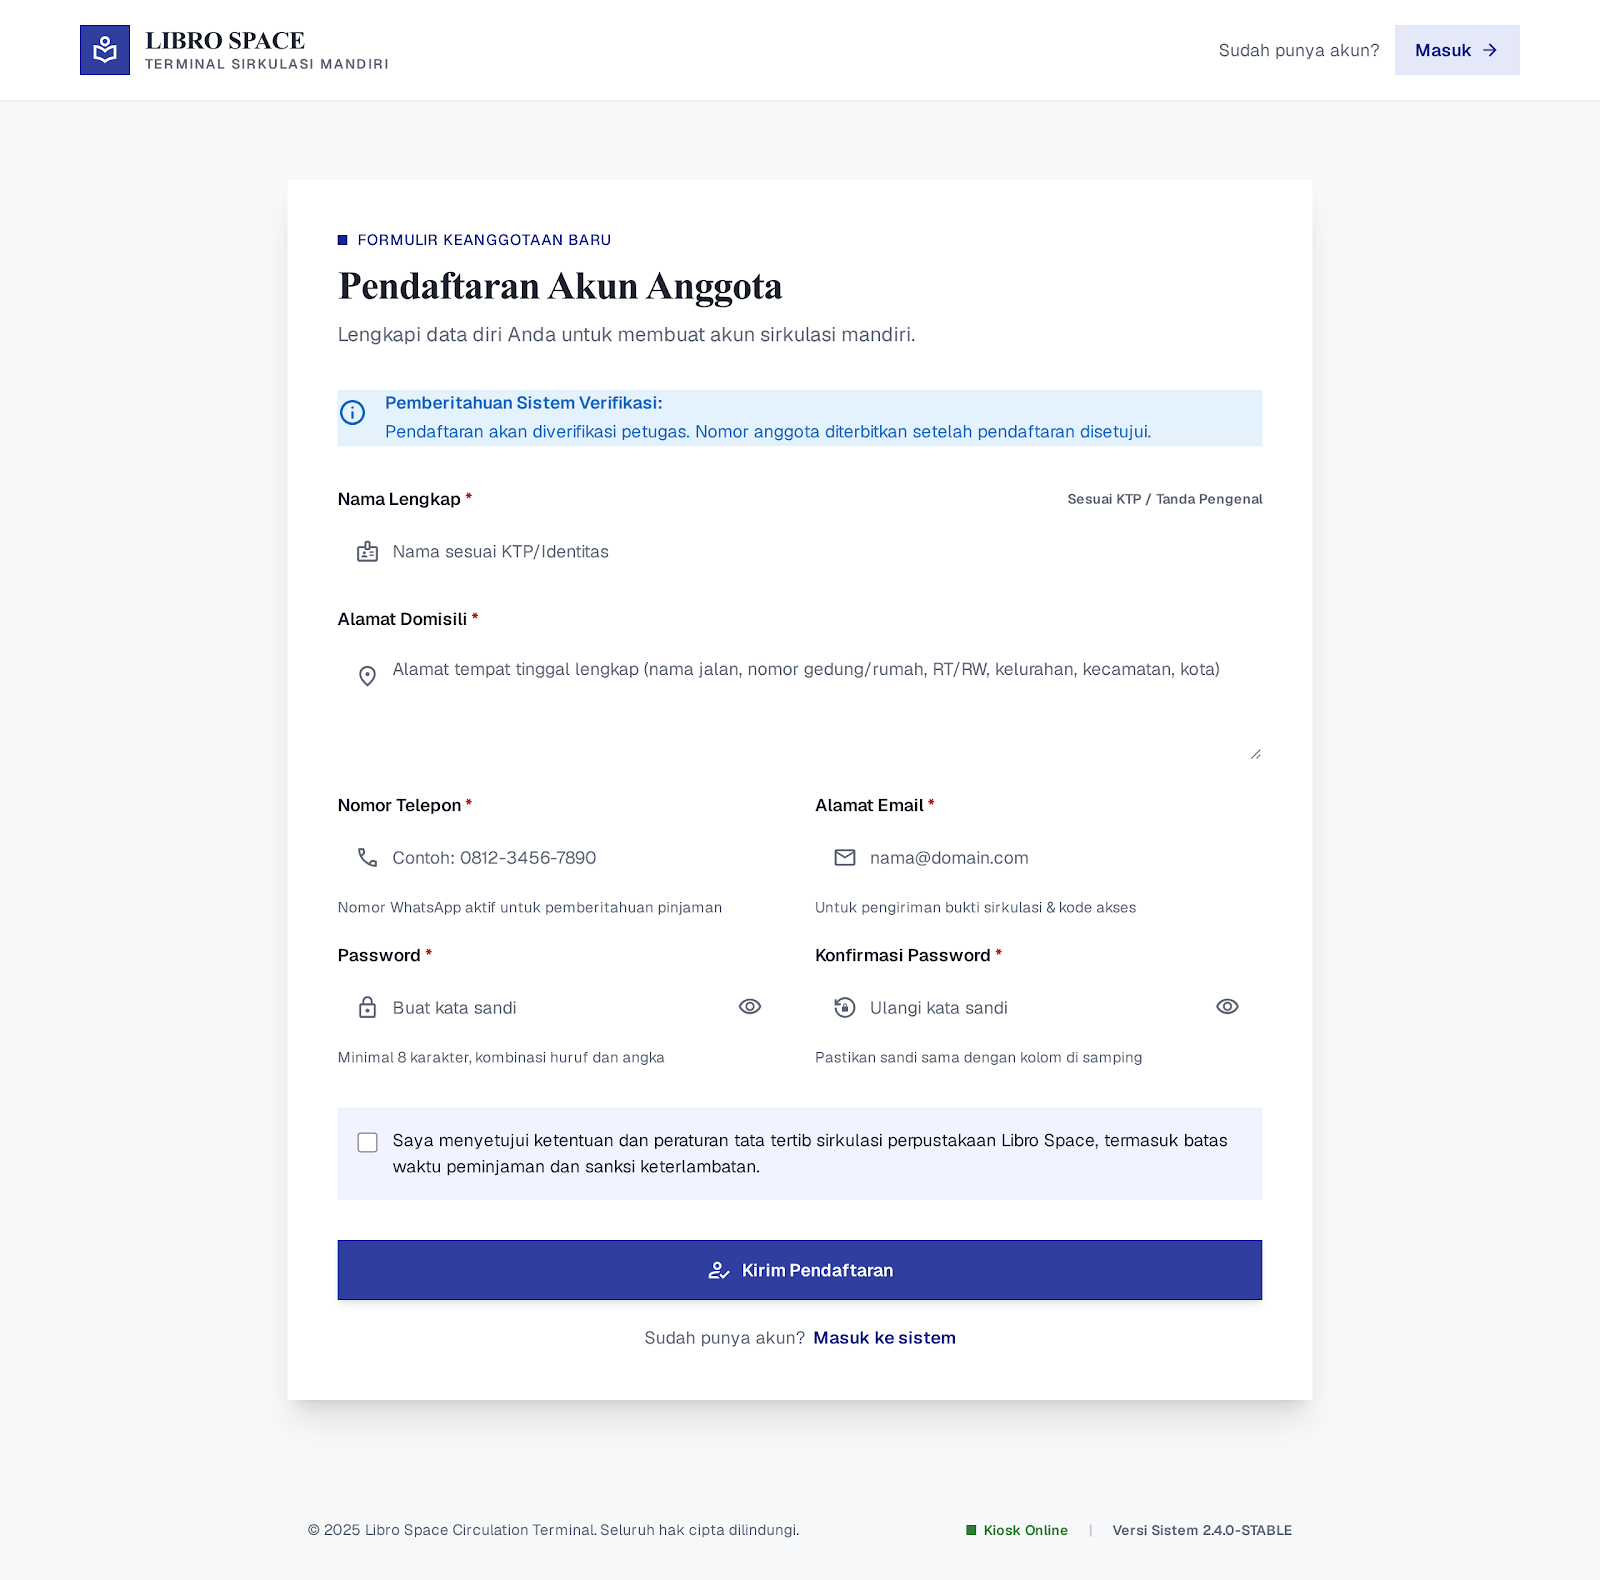 LIBRO SPACE
TERMINAL SIRKULASI MANDIRI
Sudah punya akun?
Masuk
FORMULIR KEANGGOTAAN BARU
Pendaftaran Akun Anggota
Lengkapi data diri Anda untuk membuat akun sirkulasi mandiri.
Pemberitahuan Sistem Verifikasi:
Pendaftaran akan diverifikasi petugas. Nomor anggota diterbitkan setelah pendaftaran disetujui.
Nama Lengkap *
Sesuai KTP / Tanda Pengenal
Nama sesuai KTP/Identitas
Alamat Domisili *
Alamat tempat tinggal lengkap (nama jalan, nomor gedung/rumah, RT/RW, kelurahan, kecamatan, kota)
Nomor Telepon *
Contoh: 0812-3456-7890
Nomor WhatsApp aktif untuk pemberitahuan pinjaman
Alamat Email *
nama@domain.com
Untuk pengiriman bukti sirkulasi & kode akses
Password *
Buat kata sandi
Minimal 8 karakter, kombinasi huruf dan angka
Konfirmasi Password *
Ulangi kata sandi
Pastikan sandi sama dengan kolom di samping
Saya menyetujui ketentuan dan peraturan tata tertib sirkulasi perpustakaan Libro Space, termasuk batas
waktu peminjaman dan sanksi keterlambatan.
Kirim Pendaftaran
Sudah punya akun? Masuk ke sistem
© 2025 Libro Space Circulation Terminal. Seluruh hak cipta dilindungi.
Kiosk Online | Versi Sistem 2.4.0-STABLE